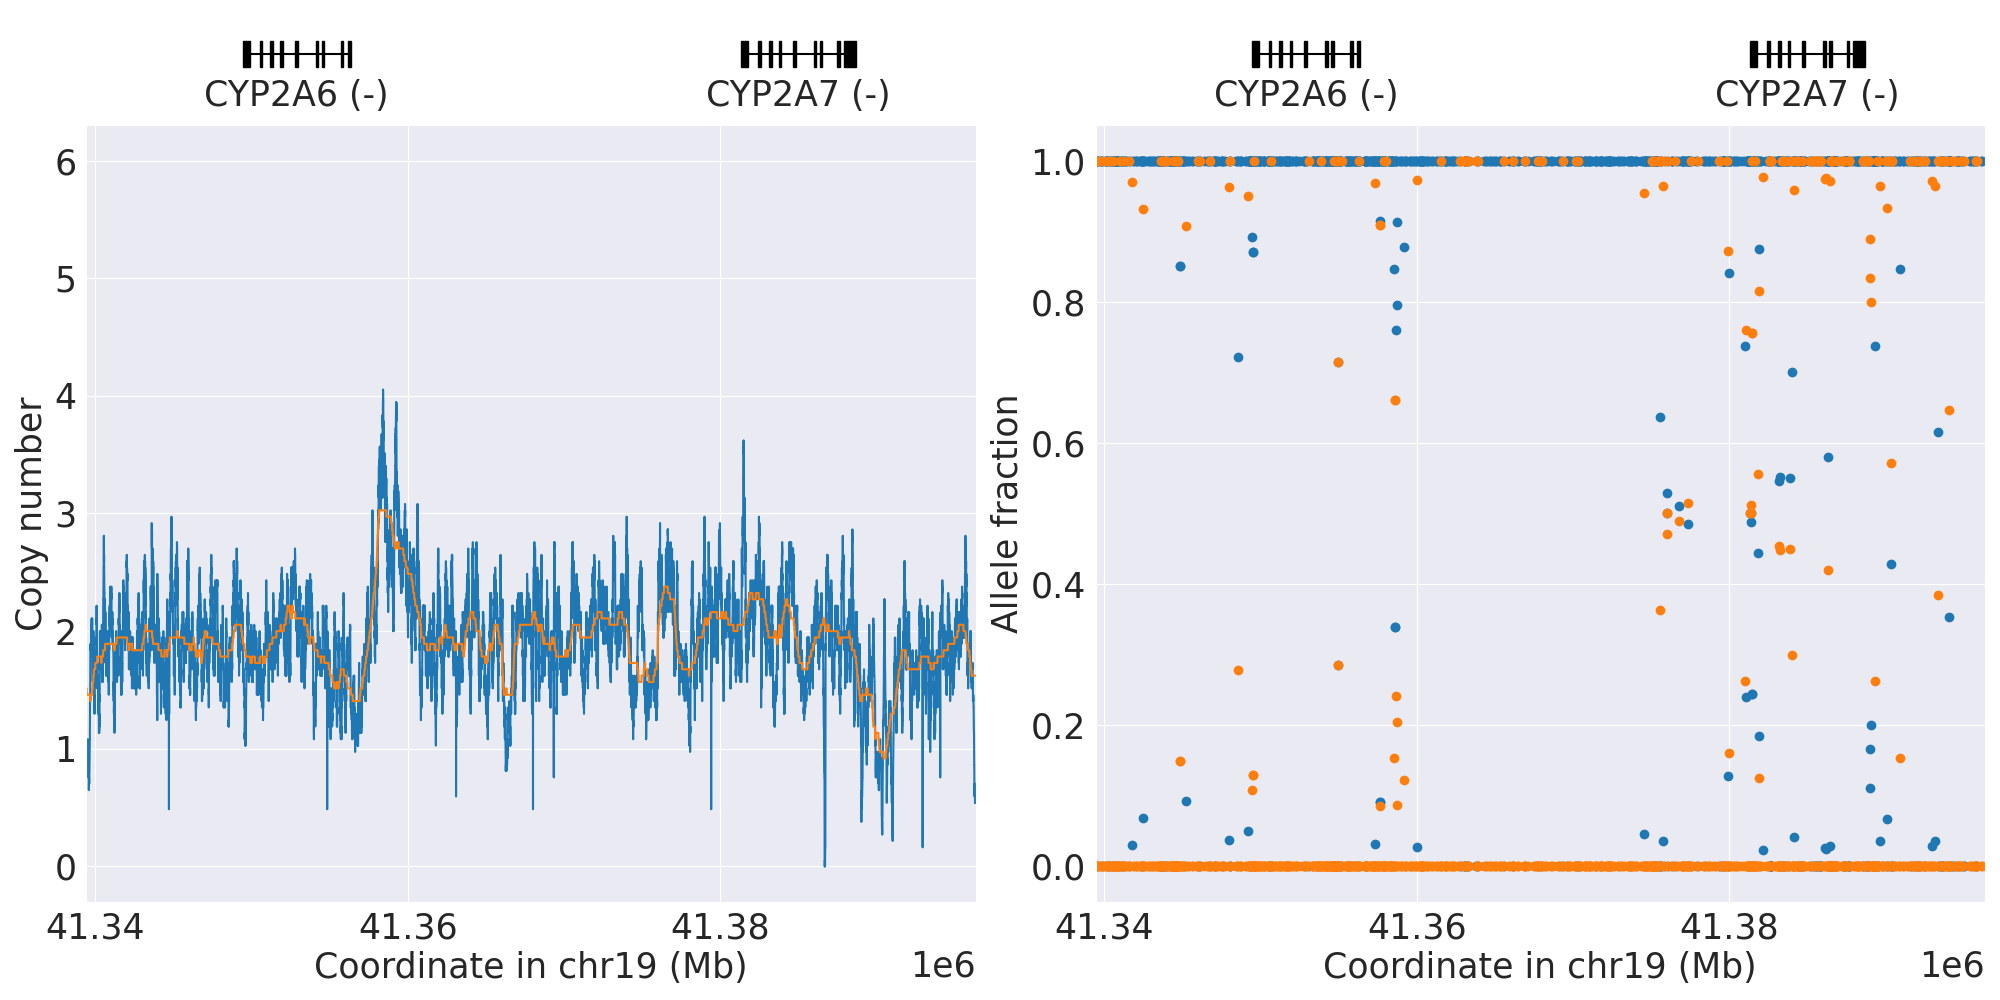 CYP2A6 (-) CYP2A7 (-)
6
5
4
3
2
1
0
Copy number
41.34 41.36 41.38
Coordinate in chr19 (Mb) 1e6
CYP2A6 (-) CYP2A7 (-)
1.0
0.8
0.6
0.4
0.2
0.0
Allele fraction
41.34 41.36 41.38
Coordinate in chr19 (Mb) 1e6